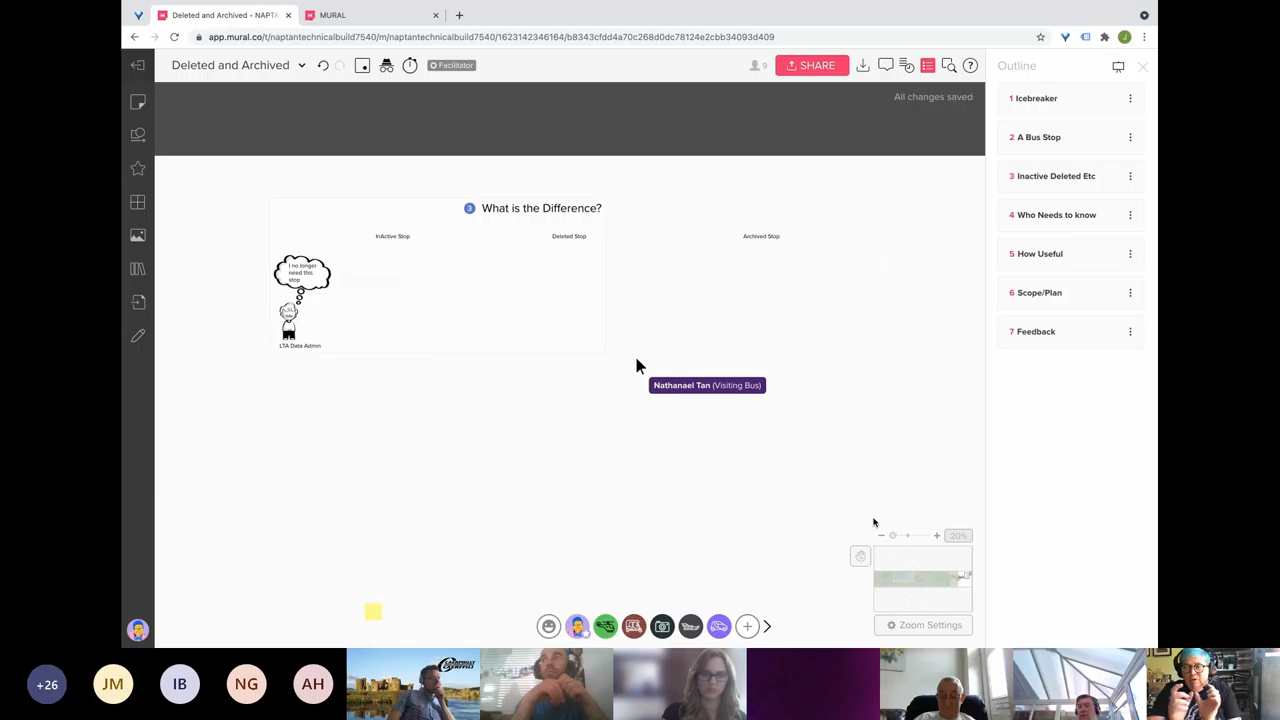 Deleted and Archived • NAPTA
MURAL
app.mural.co/t/naptantechnicalbuild7540/m/naptantechnicalbuild7540/1623142346164/b8343cfdd4a70c268d0dc78124e2cbb34093d409
J
Deleted and Archived
Facilitator
9
SHARE
Outline
All changes saved
1 Icebreaker
2 A Bus Stop
3 Inactive Deleted Etc
4 Who Needs to know
5 How Useful
6 Scope/Plan
7 Feedback
3 What is the Difference?
InActive Stop
Deleted Stop
Archived Stop
I no longer
need this
stop
LTA Data Admin
Nathanael Tan (Visiting Bus)
20%
Zoom Settings
+26
JM
IB
NG
AH